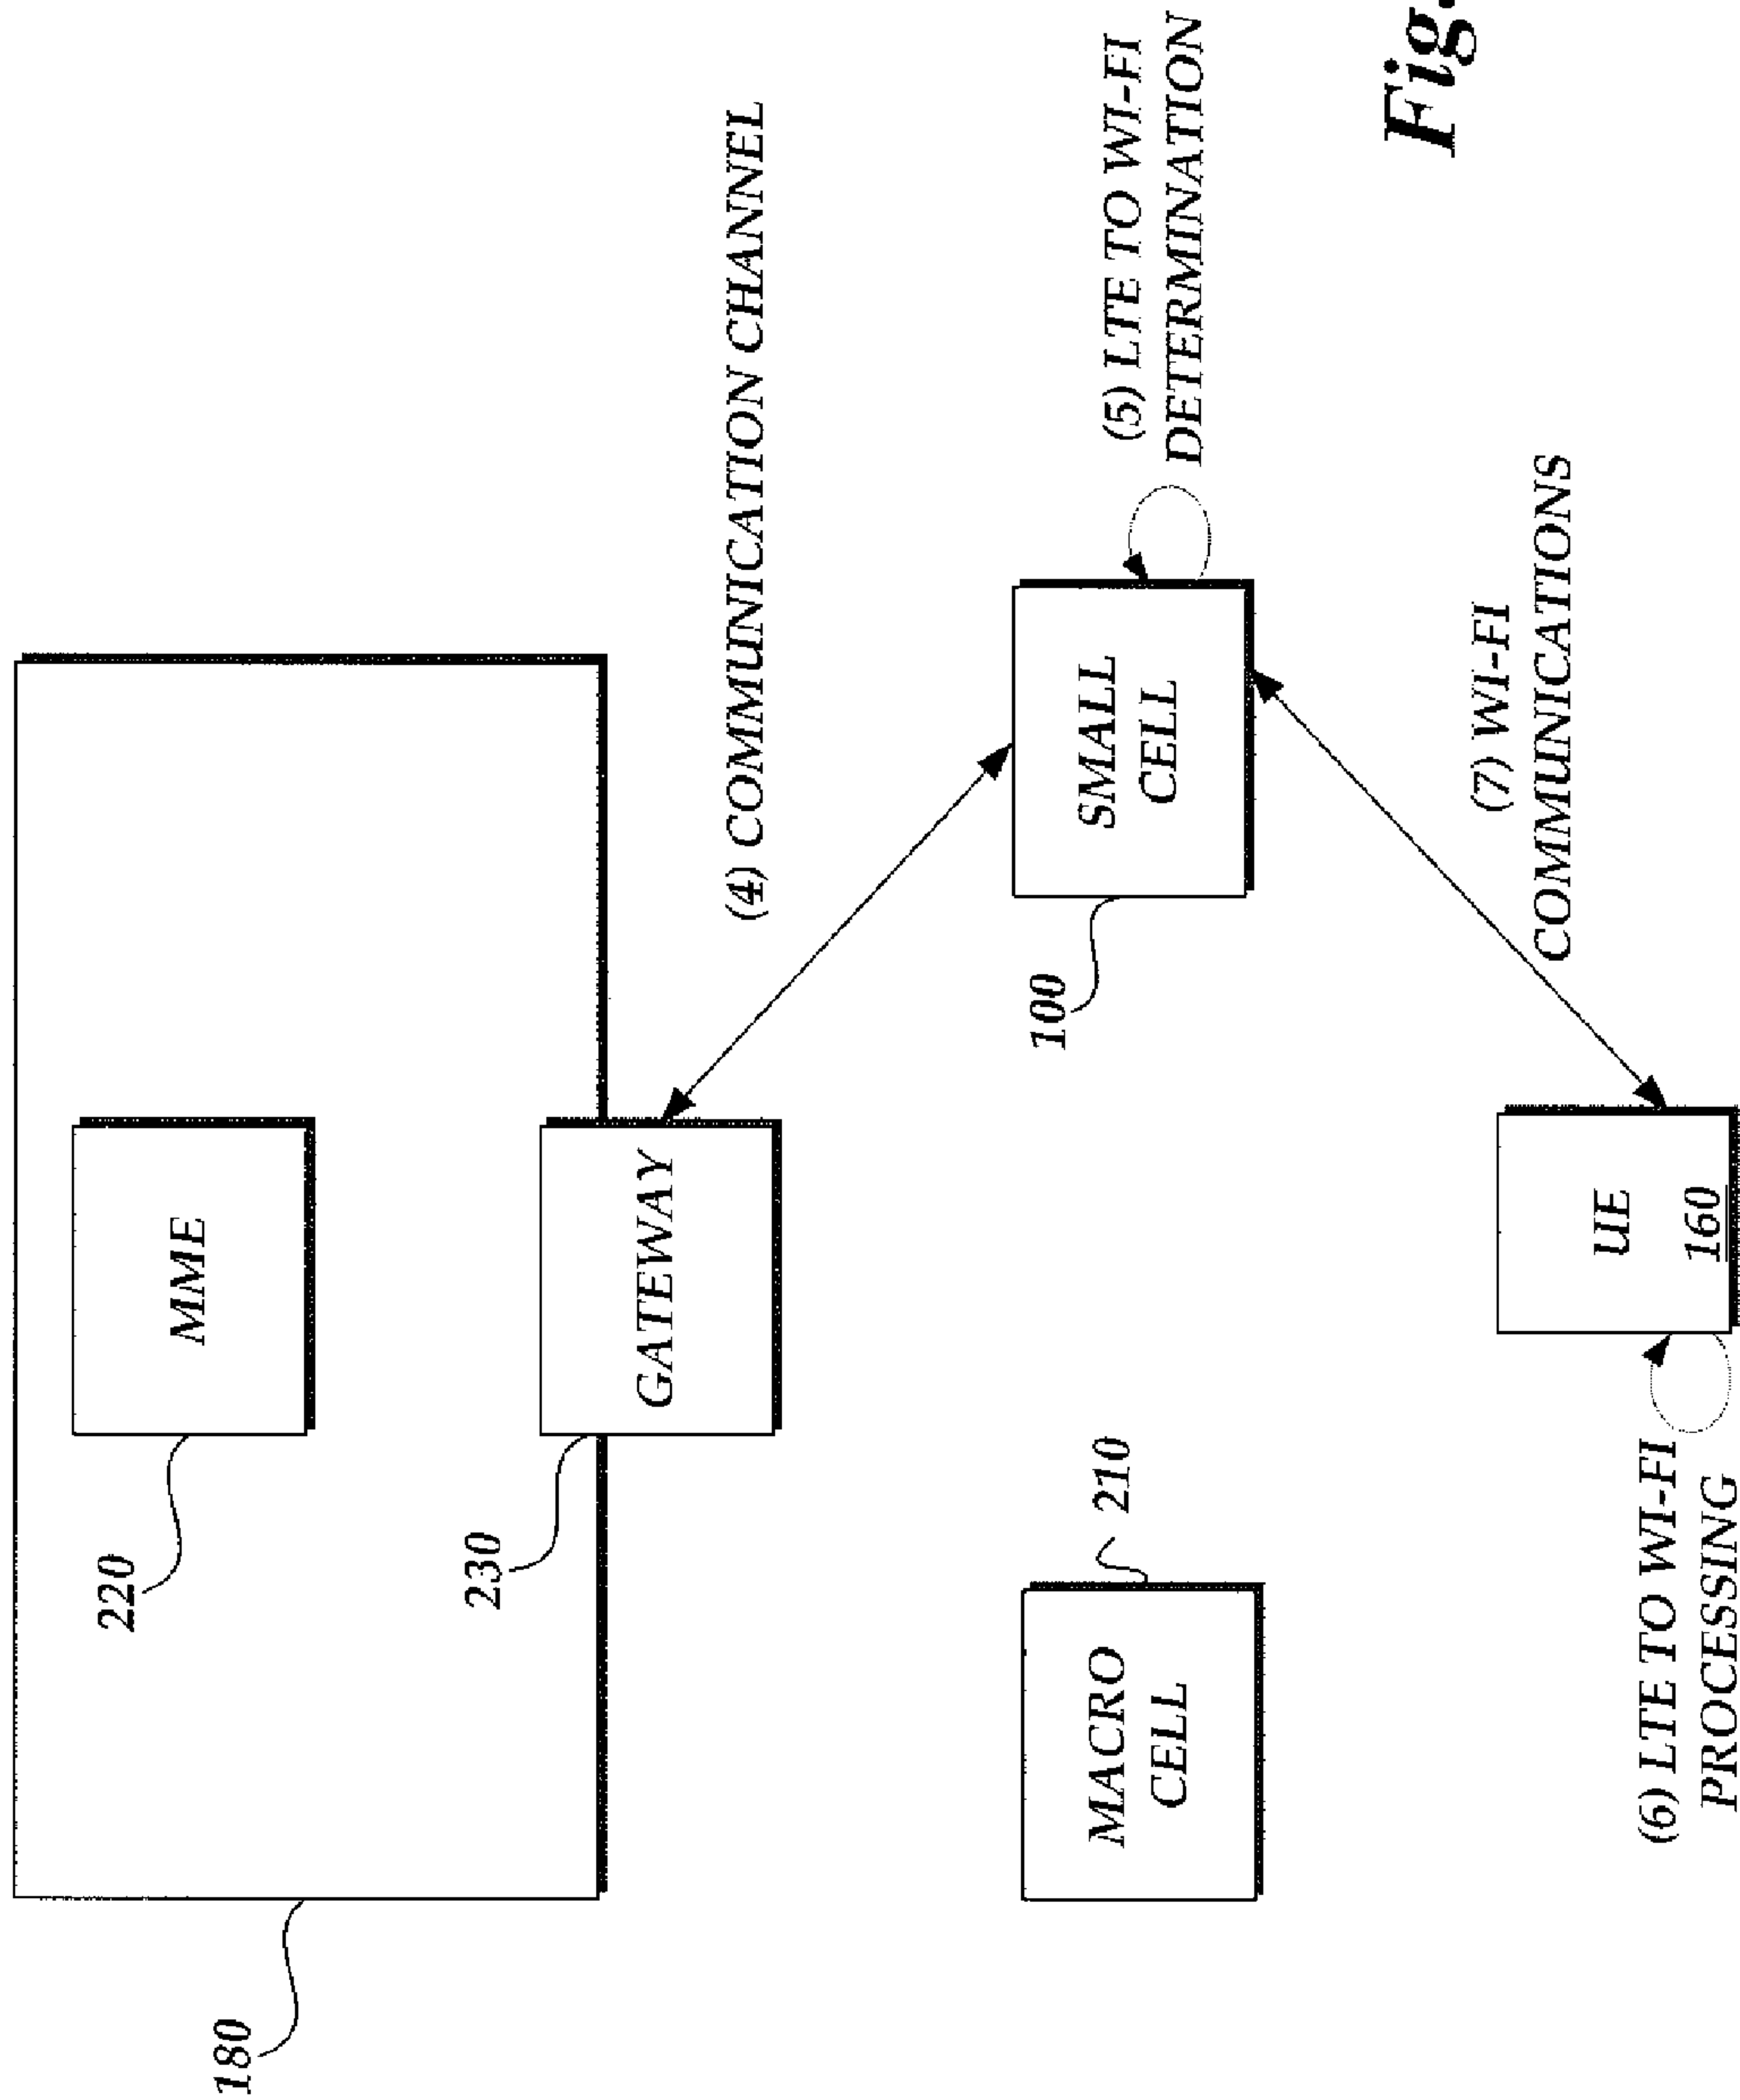 180
220
MME
230
GATEWAY
(4) COMMUNICATION CHANNEL
MACRO
CELL
210
100
SMALL
CELL
(5) LTE TO WI-FI
DETERMINATION
(6) LTE TO WI-FI
PROCESSING
UE
160
(7) WI-FI
COMMUNICATIONS
Fig.